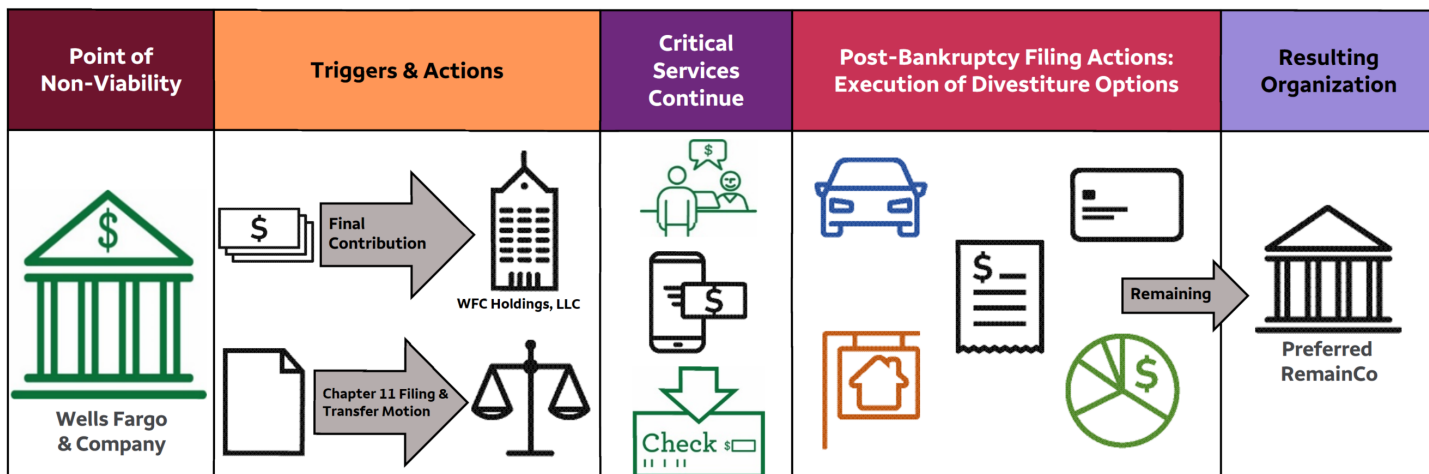 Point of
Non-Viability
Triggers & Actions
Critical
Services
Continue
Post-Bankruptcy Filing Actions:
Execution of Divestiture Options
Resulting
Organization
$
Wells Fargo
& Company
$
Final
Contribution
WFC Holdings, LLC
Chapter 11 Filing &
Transfer Motion
$
$
Check $
$
$
Remaining
Preferred
RemainCo